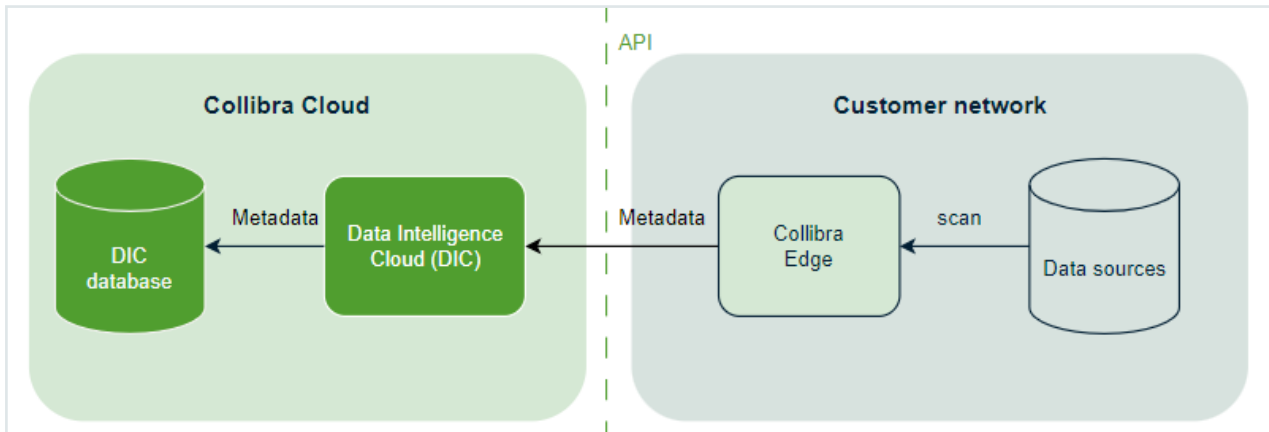 API
Collibra Cloud
Customer network
DIC
database
Metadata
Data Intelligence
Cloud (DIC)
Metadata
Collibra
Edge
scan
Data sources